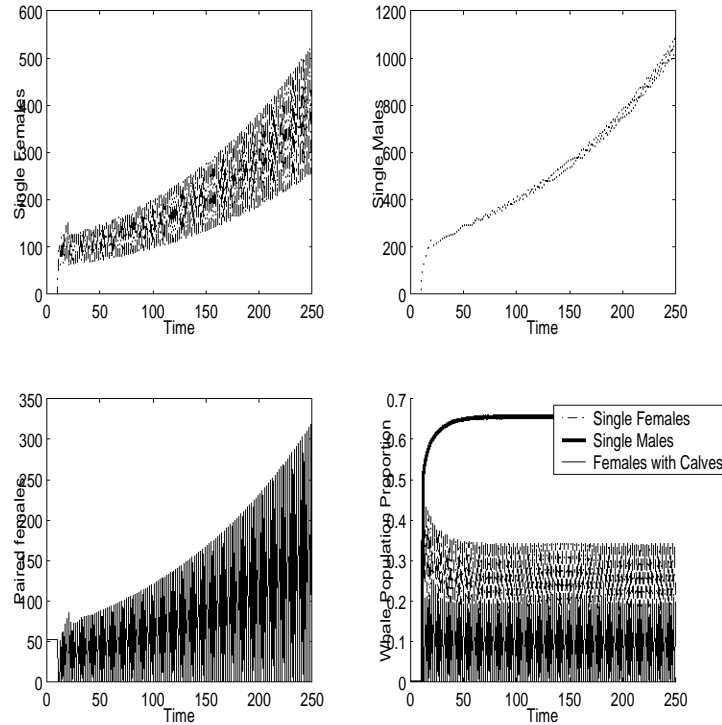 600
500
400
300
200
100
0
Single Females
0 50 100 150 200 250
Time
1200
1000
800
600
400
200
0
Single Males
0 50 100 150 200 250
Time
350
300
250
200
150
100
50
0
Paired females
0 50 100 150 200 250
Time
0.7
0.6
0.5
0.4
0.3
0.2
0.1
0
Whale Population Proportion
Single Females
Single Males
Females with Calves
0 50 100 150 200 250
Time